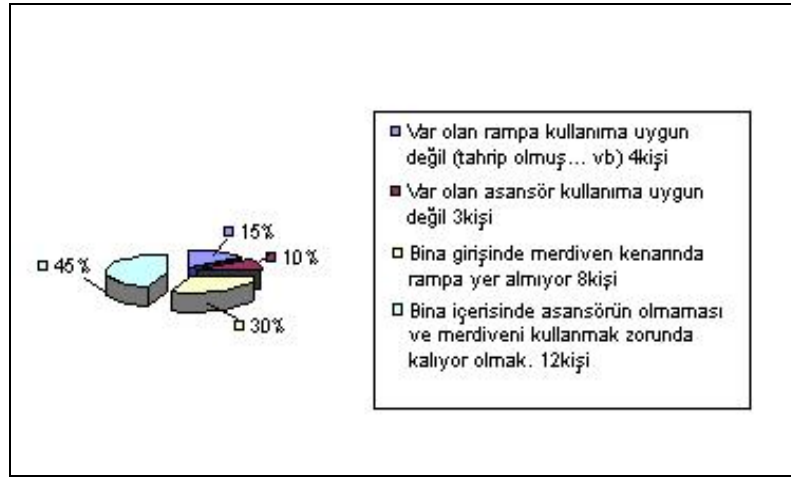 15%
10%
45%
30%
Var olan rampa kullanıma uygun
değil (tahrip olmuş... vb) 4kişi
Var olan asansör kullanıma uygun
değil 3kişi
Bina girişinde merdiven kenarında
rampa yer almıyor 8kişi
Bina içerisinde asansörün olmaması
ve merdiveni kullanmak zorunda
kalıyor olmak. 12kişi